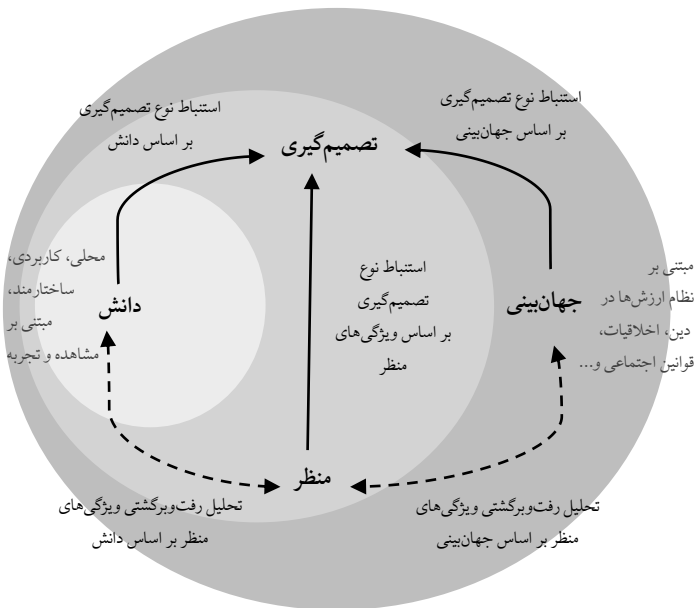 استنباط نوع تصمیم‌گیری
بر اساس جهان‌بینی
استنباط نوع تصمیم‌گیری
بر اساس دانش
تصمیم‌گیری
مبتنی بر
نظام ارزش‌ها در
دین، اخلاقیات،
قوانین اجتماعی و...
جهان‌بینی
استنباط نوع
تصمیم‌گیری
بر اساس ویژگی‌های
منظر
دانش
محلی، کاربردی،
ساختارمند،
مبتنی بر
مشاهده و تجربه
منظر
تحلیل رفت‌وبرگشتی ویژگی‌های
منظر بر اساس جهان‌بینی
تحلیل رفت‌وبرگشتی ویژگی‌های
منظر بر اساس دانش